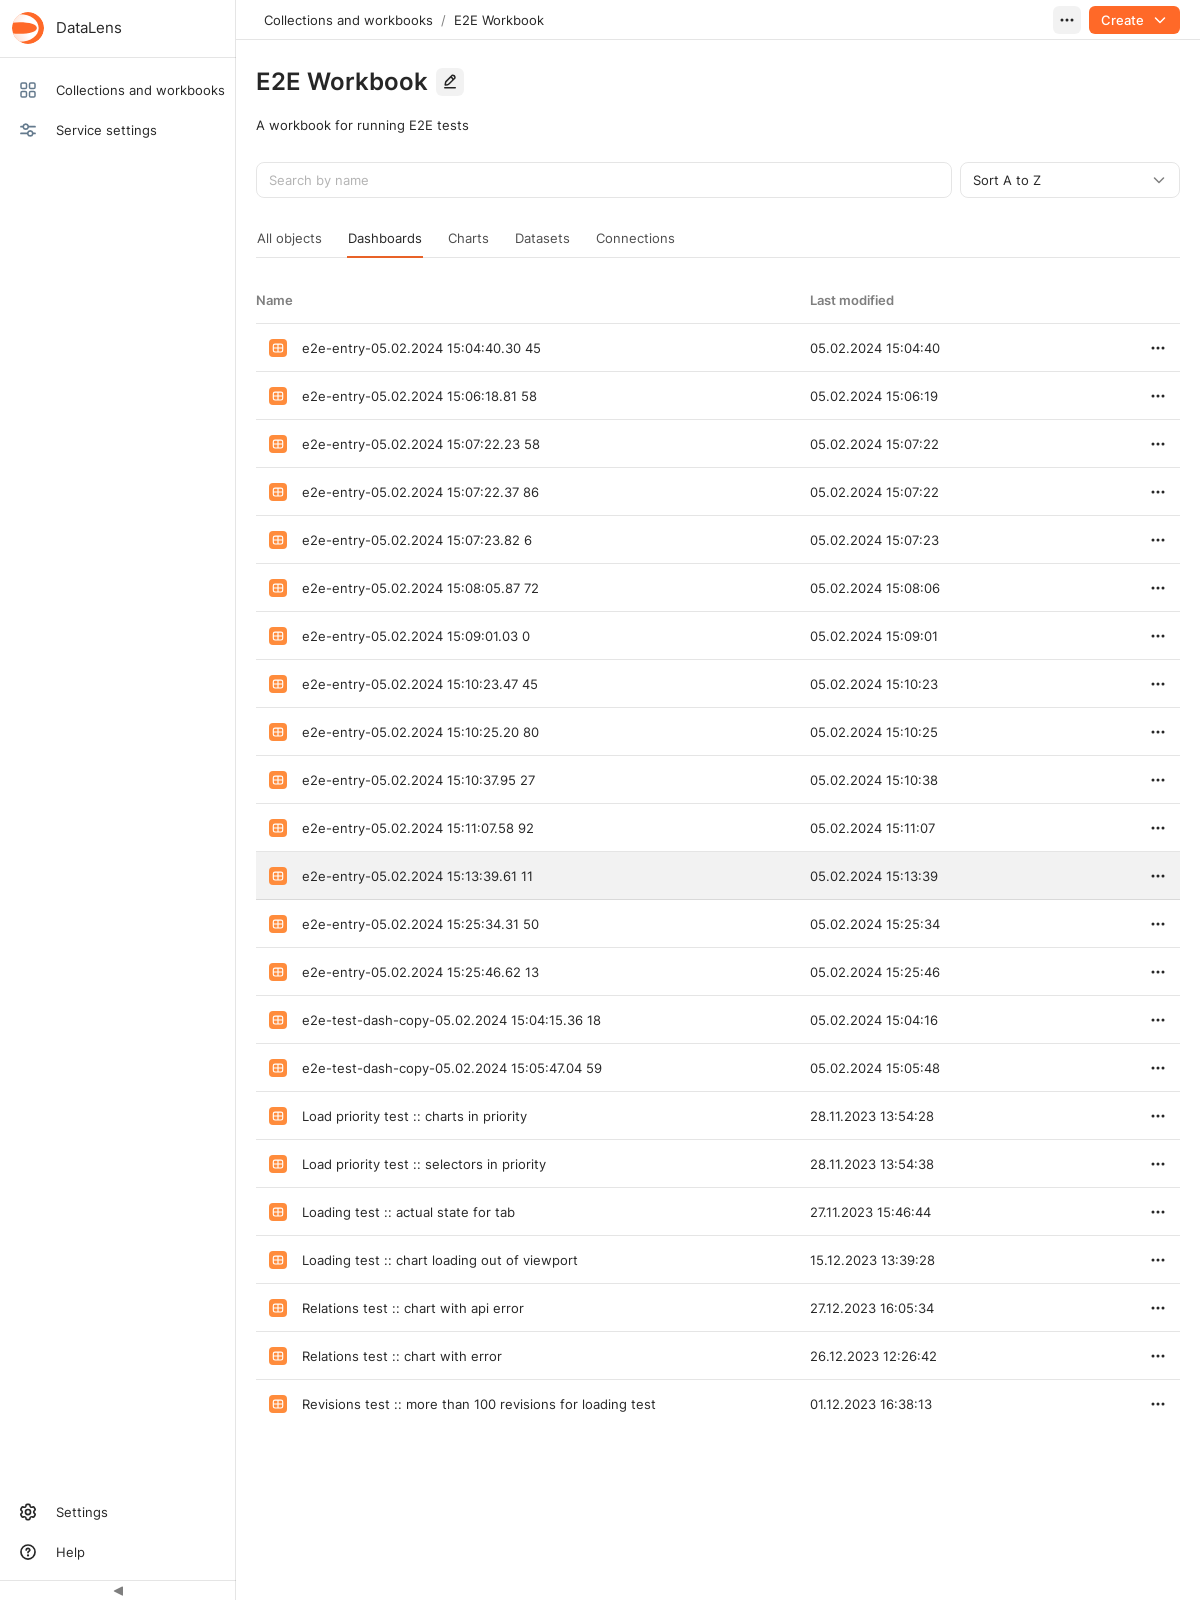 DataLens
Collections and workbooks
Service settings
Settings
Help
Collections and workbooks / E2E Workbook
Create
E2E Workbook
A workbook for running E2E tests
Search by name
Sort A to Z
All objects Dashboards Charts Datasets Connections
Name Last modified
e2e-entry-05.02.2024 15:04:40.30 45 05.02.2024 15:04:40
e2e-entry-05.02.2024 15:06:18.81 58 05.02.2024 15:06:19
e2e-entry-05.02.2024 15:07:22.23 58 05.02.2024 15:07:22
e2e-entry-05.02.2024 15:07:22.37 86 05.02.2024 15:07:22
e2e-entry-05.02.2024 15:07:23.82 6 05.02.2024 15:07:23
e2e-entry-05.02.2024 15:08:05.87 72 05.02.2024 15:08:06
e2e-entry-05.02.2024 15:09:01.03 0 05.02.2024 15:09:01
e2e-entry-05.02.2024 15:10:23.47 45 05.02.2024 15:10:23
e2e-entry-05.02.2024 15:10:25.20 80 05.02.2024 15:10:25
e2e-entry-05.02.2024 15:10:37.95 27 05.02.2024 15:10:38
e2e-entry-05.02.2024 15:11:07.58 92 05.02.2024 15:11:07
e2e-entry-05.02.2024 15:13:39.61 11 05.02.2024 15:13:39
e2e-entry-05.02.2024 15:25:34.31 50 05.02.2024 15:25:34
e2e-entry-05.02.2024 15:25:46.62 13 05.02.2024 15:25:46
e2e-test-dash-copy-05.02.2024 15:04:15.36 18 05.02.2024 15:04:16
e2e-test-dash-copy-05.02.2024 15:05:47.04 59 05.02.2024 15:05:48
Load priority test :: charts in priority 28.11.2023 13:54:28
Load priority test :: selectors in priority 28.11.2023 13:54:38
Loading test :: actual state for tab 27.11.2023 15:46:44
Loading test :: chart loading out of viewport 15.12.2023 13:39:28
Relations test :: chart with api error 27.12.2023 16:05:34
Relations test :: chart with error 26.12.2023 12:26:42
Revisions test :: more than 100 revisions for loading test 01.12.2023 16:38:13